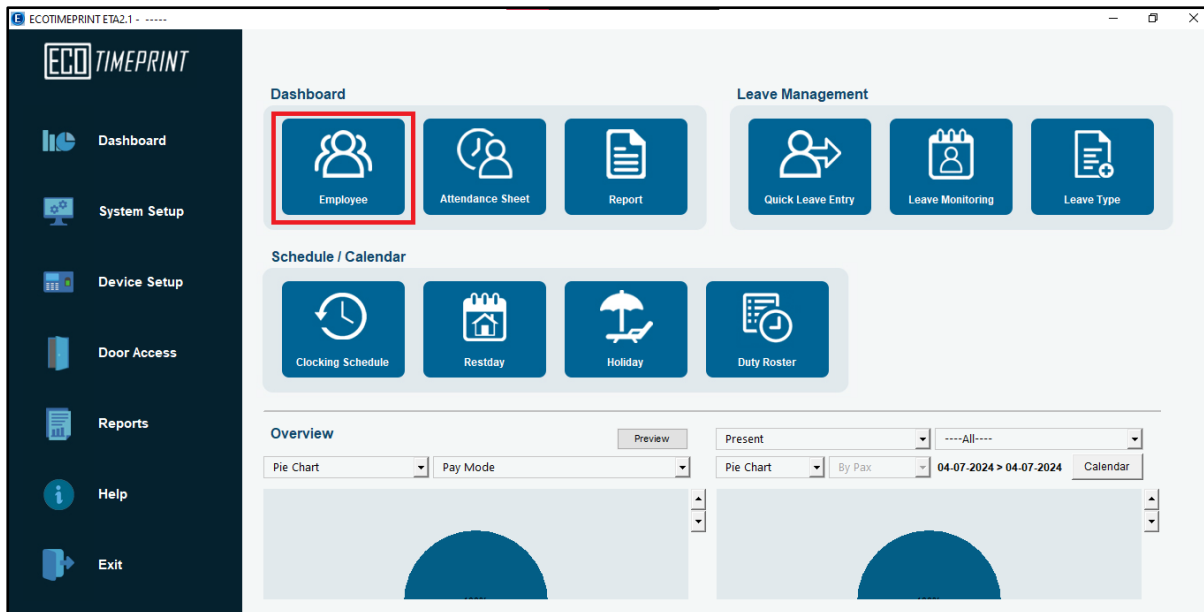 ECOTIMEPRINT ETA2.1 - -----
ECO TIMEPRINT
Dashboard
System Setup
Device Setup
Door Access
Reports
Help
Exit
Dashboard
Employee
Attendance Sheet
Report
Leave Management
Quick Leave Entry
Leave Monitoring
Leave Type
Schedule / Calendar
Clocking Schedule
Restday
Holiday
Duty Roster
Overview
Preview
Pie Chart
Pay Mode
Present
----All----
Pie Chart
By Pax
04-07-2024 > 04-07-2024
Calendar